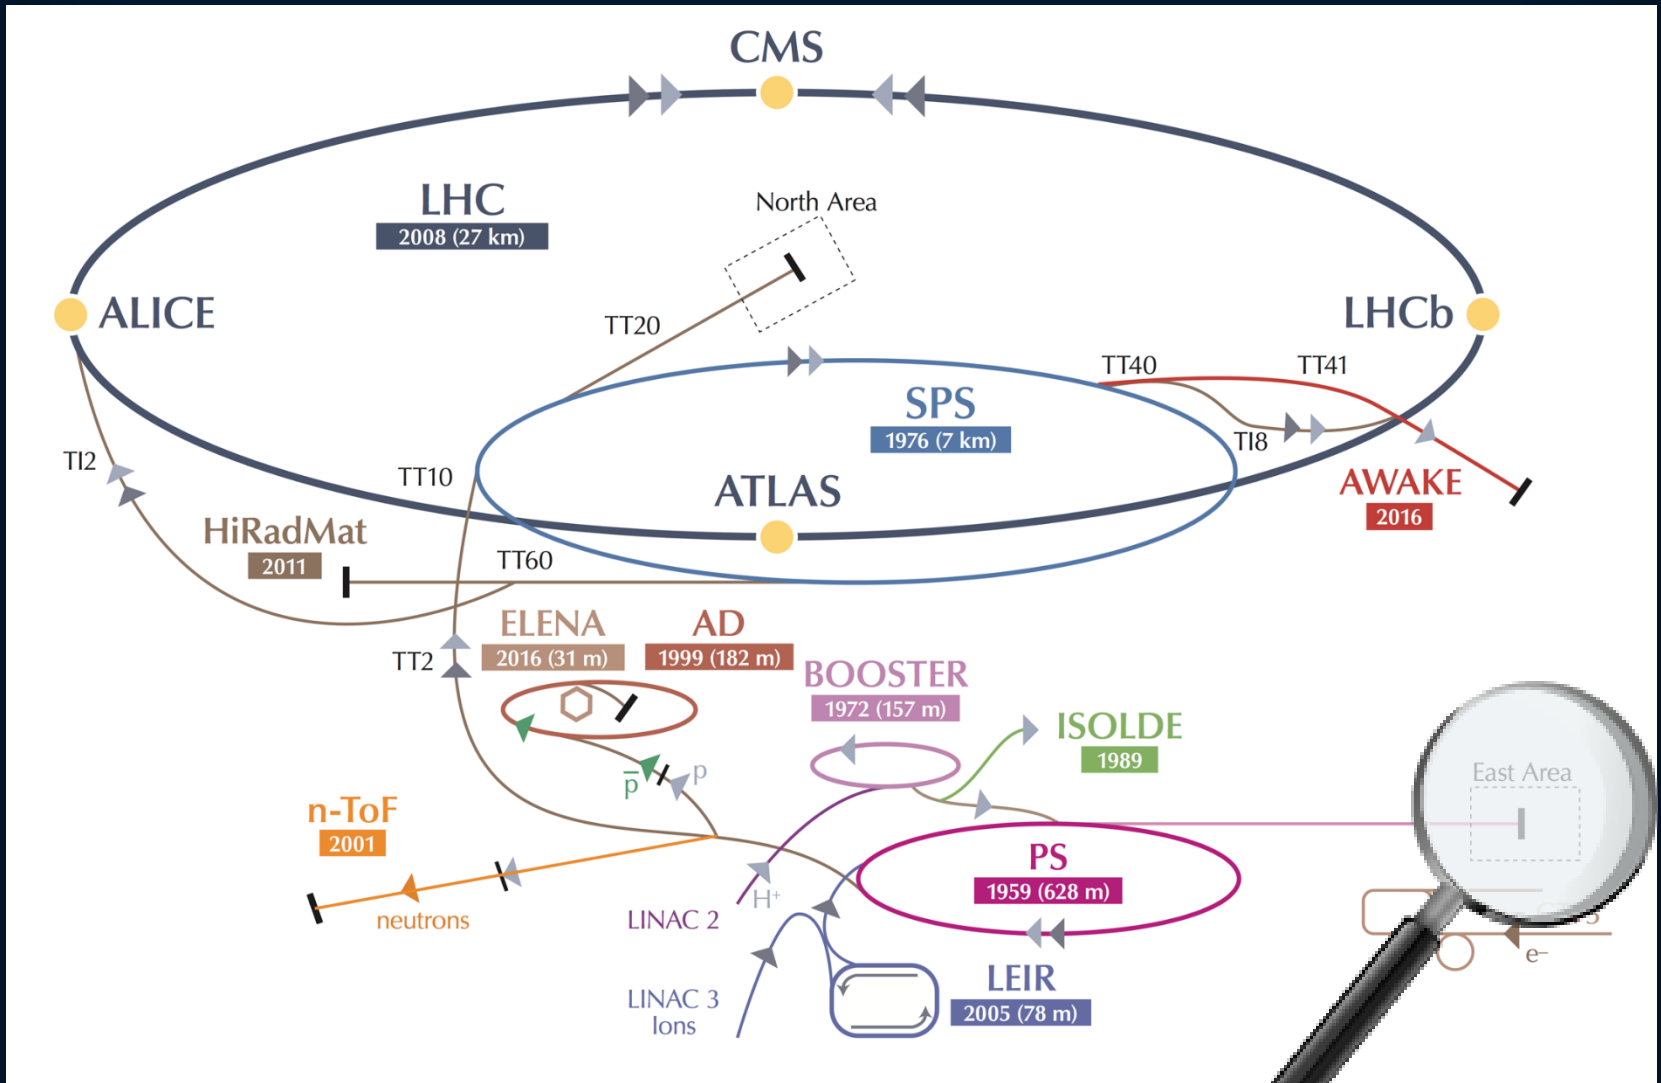 CMS
LHC
2008 (27 km)
North Area
ALICE
LHCb
TT20
TT40
TT41
SPS
1976 (7 km)
TI8
TI2
TT10
ATLAS
AWAKE
2016
HiRadMat
2011
TT60
ELENA
2016 (31 m)
AD
1999 (182 m)
TT2
BOOSTER
1972 (157 m)
ISOLDE
1989
p̅
p
East Area
n-ToF
2001
PS
1959 (628 m)
H⁺
neutrons
LINAC 2
e⁻
LEIR
2005 (78 m)
LINAC 3
Ions